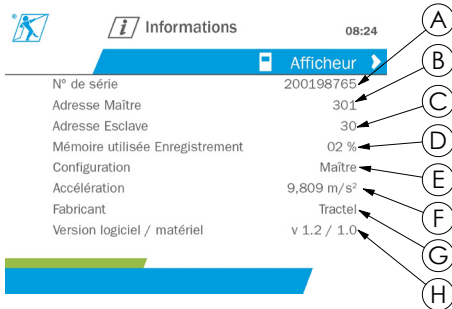 i Informations 08:24 A
Afficheur B
N° de série 200198765
Adresse Maître 301 C
Adresse Esclave 30
Mémoire utilisée Enregistrement 02 % D
Configuration Maître E
Accélération 9,809 m/s² F
Fabricant Tractel
Version logiciel / matériel v 1.2 / 1.0 G
H